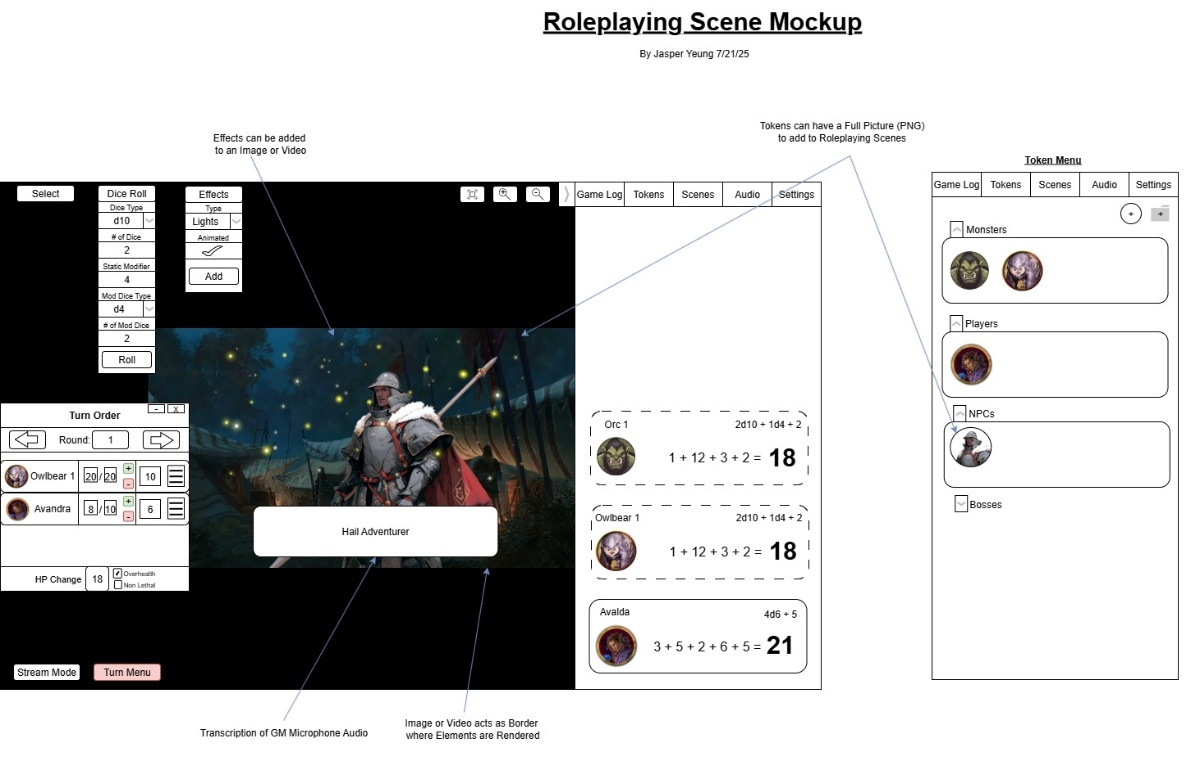 Roleplaying Scene Mockup
By Jasper Yeung 7/21/25
Effects can be added
to an Image or Video
Tokens can have a Full Picture (PNG)
to add to Roleplaying Scenes
Token Menu
Select
Dice Roll
Dice Type
d10
# of Dice
2
Static Modifier
4
Mod Dice Type
d4
# of Mod Dice
2
Roll
Effects
Type
Lights
Animated
Add
Game Log
Tokens
Scenes
Audio
Settings
Turn Order
-
X
Round:
1
Owlbear 1
20 / 20
+
-
10
Avandra
8 / 10
+
-
6
HP Change
18
Overhealth
Non Lethal
Hail Adventurer
Stream Mode
Turn Menu
Orc 1
2d10 + 1d4 + 2
1 + 12 + 3 + 2 = 18
Owlbear 1
2d10 + 1d4 + 2
1 + 12 + 3 + 2 = 18
Avalda
4d6 + 5
3 + 5 + 2 + 6 + 5 = 21
Game Log
Tokens
Scenes
Audio
Settings
+
+
Monsters
Players
NPCs
Bosses
Transcription of GM Microphone Audio
Image or Video acts as Border
where Elements are Rendered